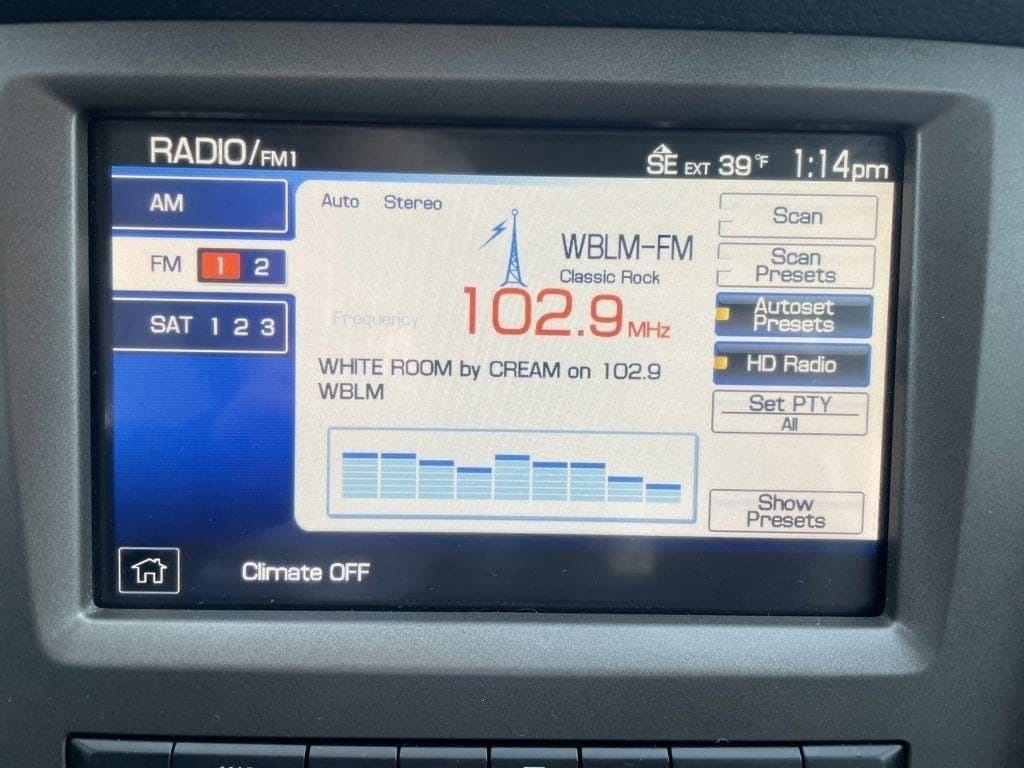 RADIO/FM1
SE EXT 39°F 1:14pm
AM
FM 1 2
SAT 1 2 3
Auto Stereo
WBLM-FM
Classic Rock
Frequency
102.9 MHz
WHITE ROOM by CREAM on 102.9
WBLM
Scan
Scan
Presets
Autoset
Presets
HD Radio
Set PTY
All
Show
Presets
Climate OFF